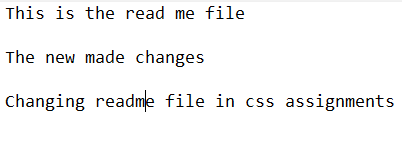 This is the read me file
The new made changes
Changing readme file in css assignments